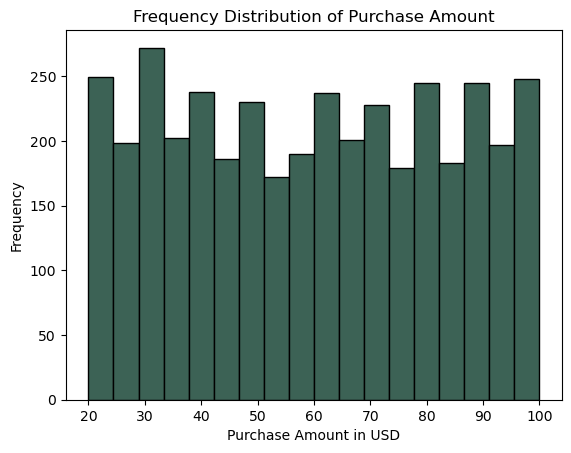 Frequency Distribution of Purchase Amount
Frequency
250
200
150
100
50
0
20 30 40 50 60 70 80 90 100
Purchase Amount in USD